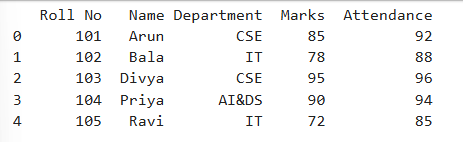 Roll No Name Department Marks Attendance
0 101 Arun CSE 85 92
1 102 Bala IT 78 88
2 103 Divya CSE 95 96
3 104 Priya AI&DS 90 94
4 105 Ravi IT 72 85